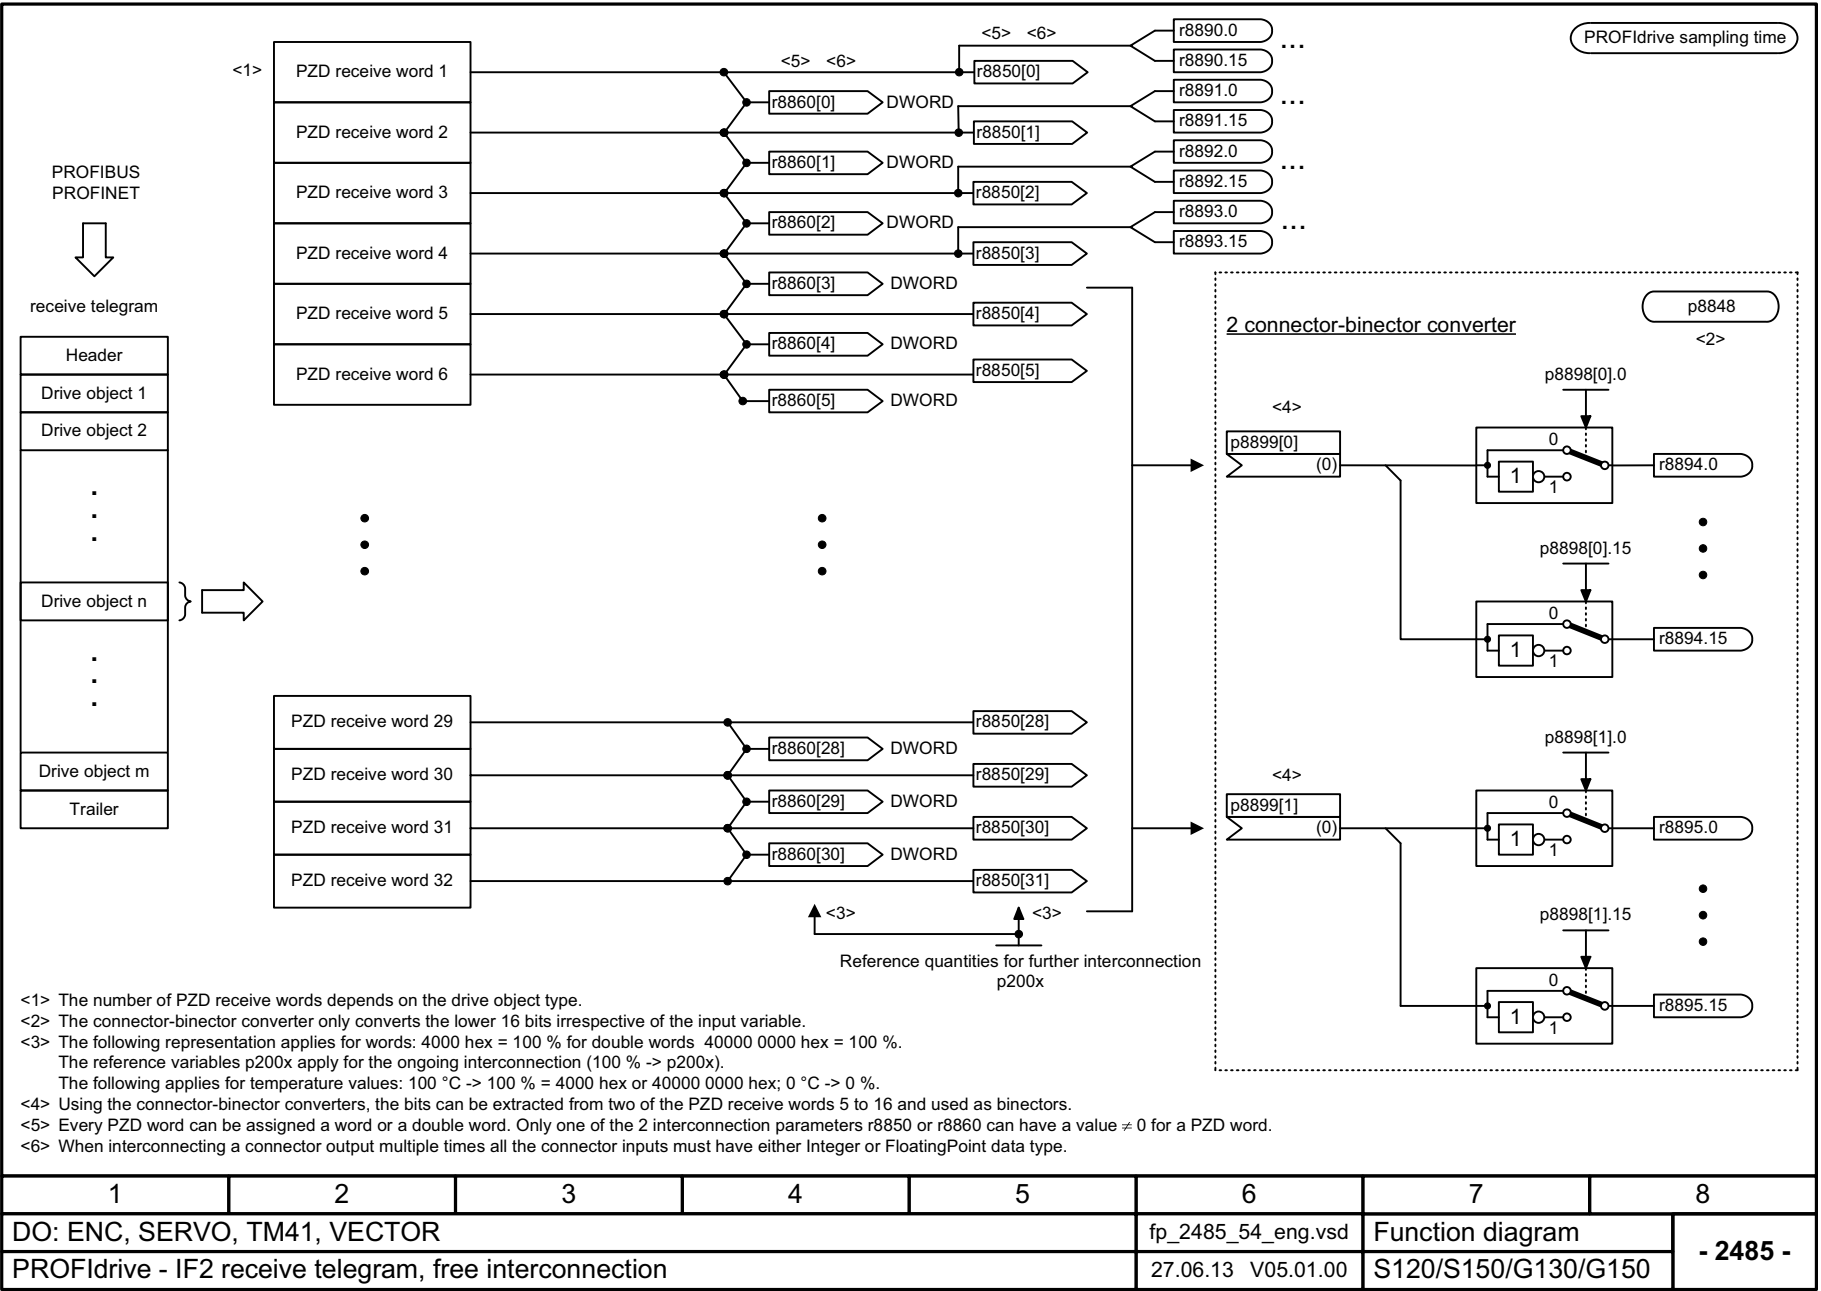 PROFIdrive sampling time
<1>
PROFIBUS
PROFINET
receive telegram
Header
Drive object 1
Drive object 2
Drive object n
Drive object m
Trailer
PZD receive word 1
PZD receive word 2
PZD receive word 3
PZD receive word 4
PZD receive word 5
PZD receive word 6
PZD receive word 29
PZD receive word 30
PZD receive word 31
PZD receive word 32
<5> <6>
r8860[0] DWORD
r8860[1] DWORD
r8860[2] DWORD
r8860[3] DWORD
r8860[4] DWORD
r8860[5] DWORD
r8860[28] DWORD
r8860[29] DWORD
r8860[30] DWORD
<5> <6>
r8850[0]
r8850[1]
r8850[2]
r8850[3]
r8850[4]
r8850[5]
r8850[28]
r8850[29]
r8850[30]
r8850[31]
<3>
<3>
Reference quantities for further interconnection
p200x
r8890.0
...
r8890.15
r8891.0
...
r8891.15
r8892.0
...
r8892.15
r8893.0
...
r8893.15
2 connector-binector converter
p8848
<2>
<4>
p8899[0]
(0)
p8898[0].0
0
1
1
r8894.0
p8898[0].15
0
1
1
r8894.15
<4>
p8899[1]
(0)
p8898[1].0
0
1
1
r8895.0
p8898[1].15
0
1
1
r8895.15
<1> The number of PZD receive words depends on the drive object type.
<2> The connector-binector converter only converts the lower 16 bits irrespective of the input variable.
<3> The following representation applies for words: 4000 hex = 100 % for double words 40000 0000 hex = 100 %.
The reference variables p200x apply for the ongoing interconnection (100 % -> p200x).
The following applies for temperature values: 100 °C -> 100 % = 4000 hex or 40000 0000 hex; 0 °C -> 0 %.
<4> Using the connector-binector converters, the bits can be extracted from two of the PZD receive words 5 to 16 and used as binectors.
<5> Every PZD word can be assigned a word or a double word. Only one of the 2 interconnection parameters r8850 or r8860 can have a value ≠ 0 for a PZD word.
<6> When interconnecting a connector output multiple times all the connector inputs must have either Integer or FloatingPoint data type.
1 2 3 4 5 6 7 8
DO: ENC, SERVO, TM41, VECTOR
fp_2485_54_eng.vsd
Function diagram
- 2485 -
PROFIdrive - IF2 receive telegram, free interconnection
27.06.13 V05.01.00
S120/S150/G130/G150